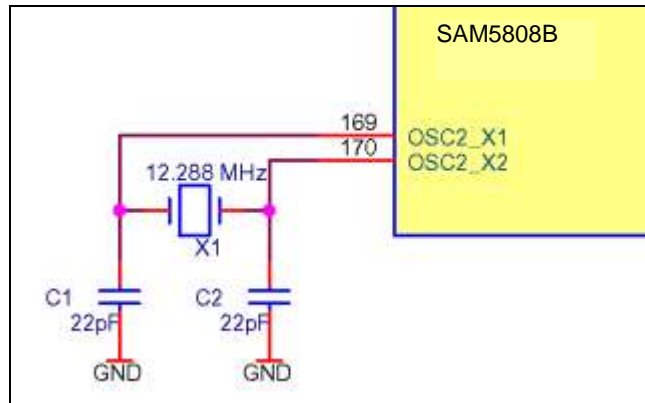 SAM5808B
169
OSC2_X1
170
OSC2_X2
12.288 MHz
X1
C1
C2
22pF
22pF
GND
GND